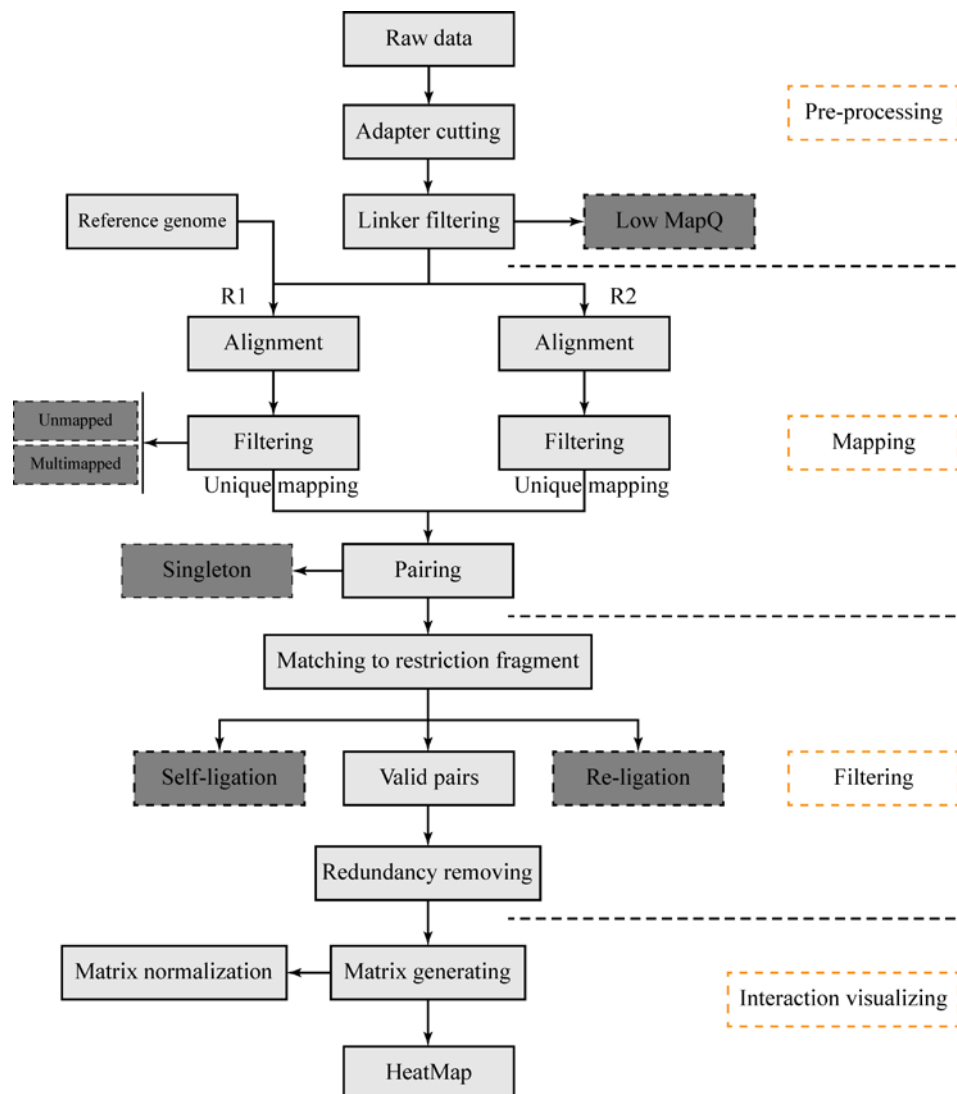 Raw data
Pre-processing
Adapter cutting
Reference genome
Linker filtering
Low MapQ
R1
R2
Alignment
Alignment
Unmapped
Multimapped
Filtering
Filtering
Mapping
Unique mapping
Unique mapping
Singleton
Pairing
Matching to restriction fragment
Self-ligation
Valid pairs
Re-ligation
Filtering
Redundancy removing
Matrix normalization
Matrix generating
Interaction visualizing
HeatMap